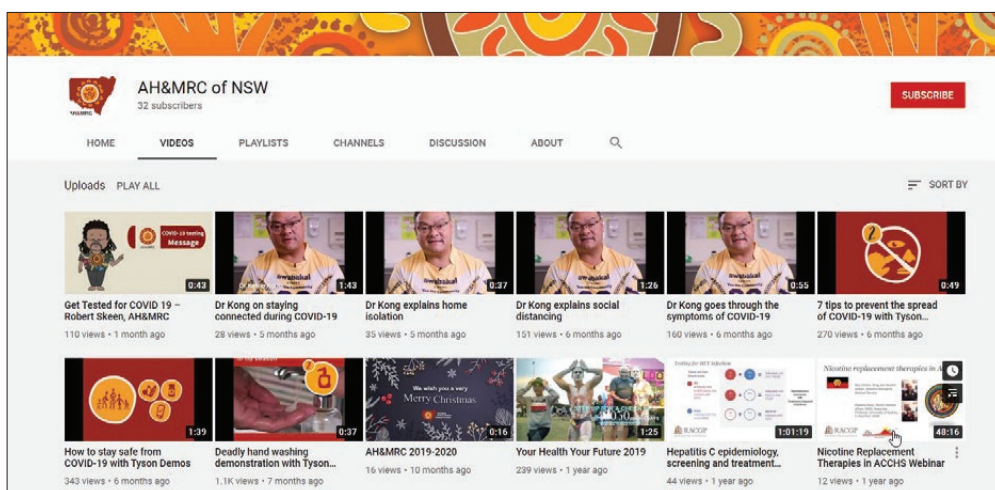 AH&MRC of NSW
32 subscribers
SUBSCRIBE
HOME VIDEOS PLAYLISTS CHANNELS DISCUSSION ABOUT
Uploads PLAY ALL SORT BY
COVID-19 testing
Message
0:43
1:43
awabakal
0:37
awabakal
1:26
awabakal
0:55
awabakal
0:49
Get Tested for COVID 19 –
Robert Skeen, AH&MRC
110 views • 1 month ago
Dr Kong on staying
connected during COVID-19
28 views • 5 months ago
Dr Kong explains home
isolation
35 views • 5 months ago
Dr Kong explains social
distancing
151 views • 6 months ago
Dr Kong goes through the
symptoms of COVID-19
160 views • 6 months ago
7 tips to prevent the spread
of COVID-19 with Tyson...
270 views • 6 months ago
1:39
0:37
We wish you a very
Merry Christmas
0:16
1:25
RACGP
1:01:19
Nicotine replacement therapies in A
RACGP
48:16
How to stay safe from
COVID-19 with Tyson Demos
343 views • 6 months ago
Deadly hand washing
demonstration with Tyson...
1.1K views • 7 months ago
AH&MRC 2019-2020
16 views • 10 months ago
Your Health Your Future 2019
239 views • 1 year ago
Hepatitis C epidemiology,
screening and treatment...
44 views • 1 year ago
Nicotine Replacement
Therapies in ACCHS Webinar
12 views • 1 year ago